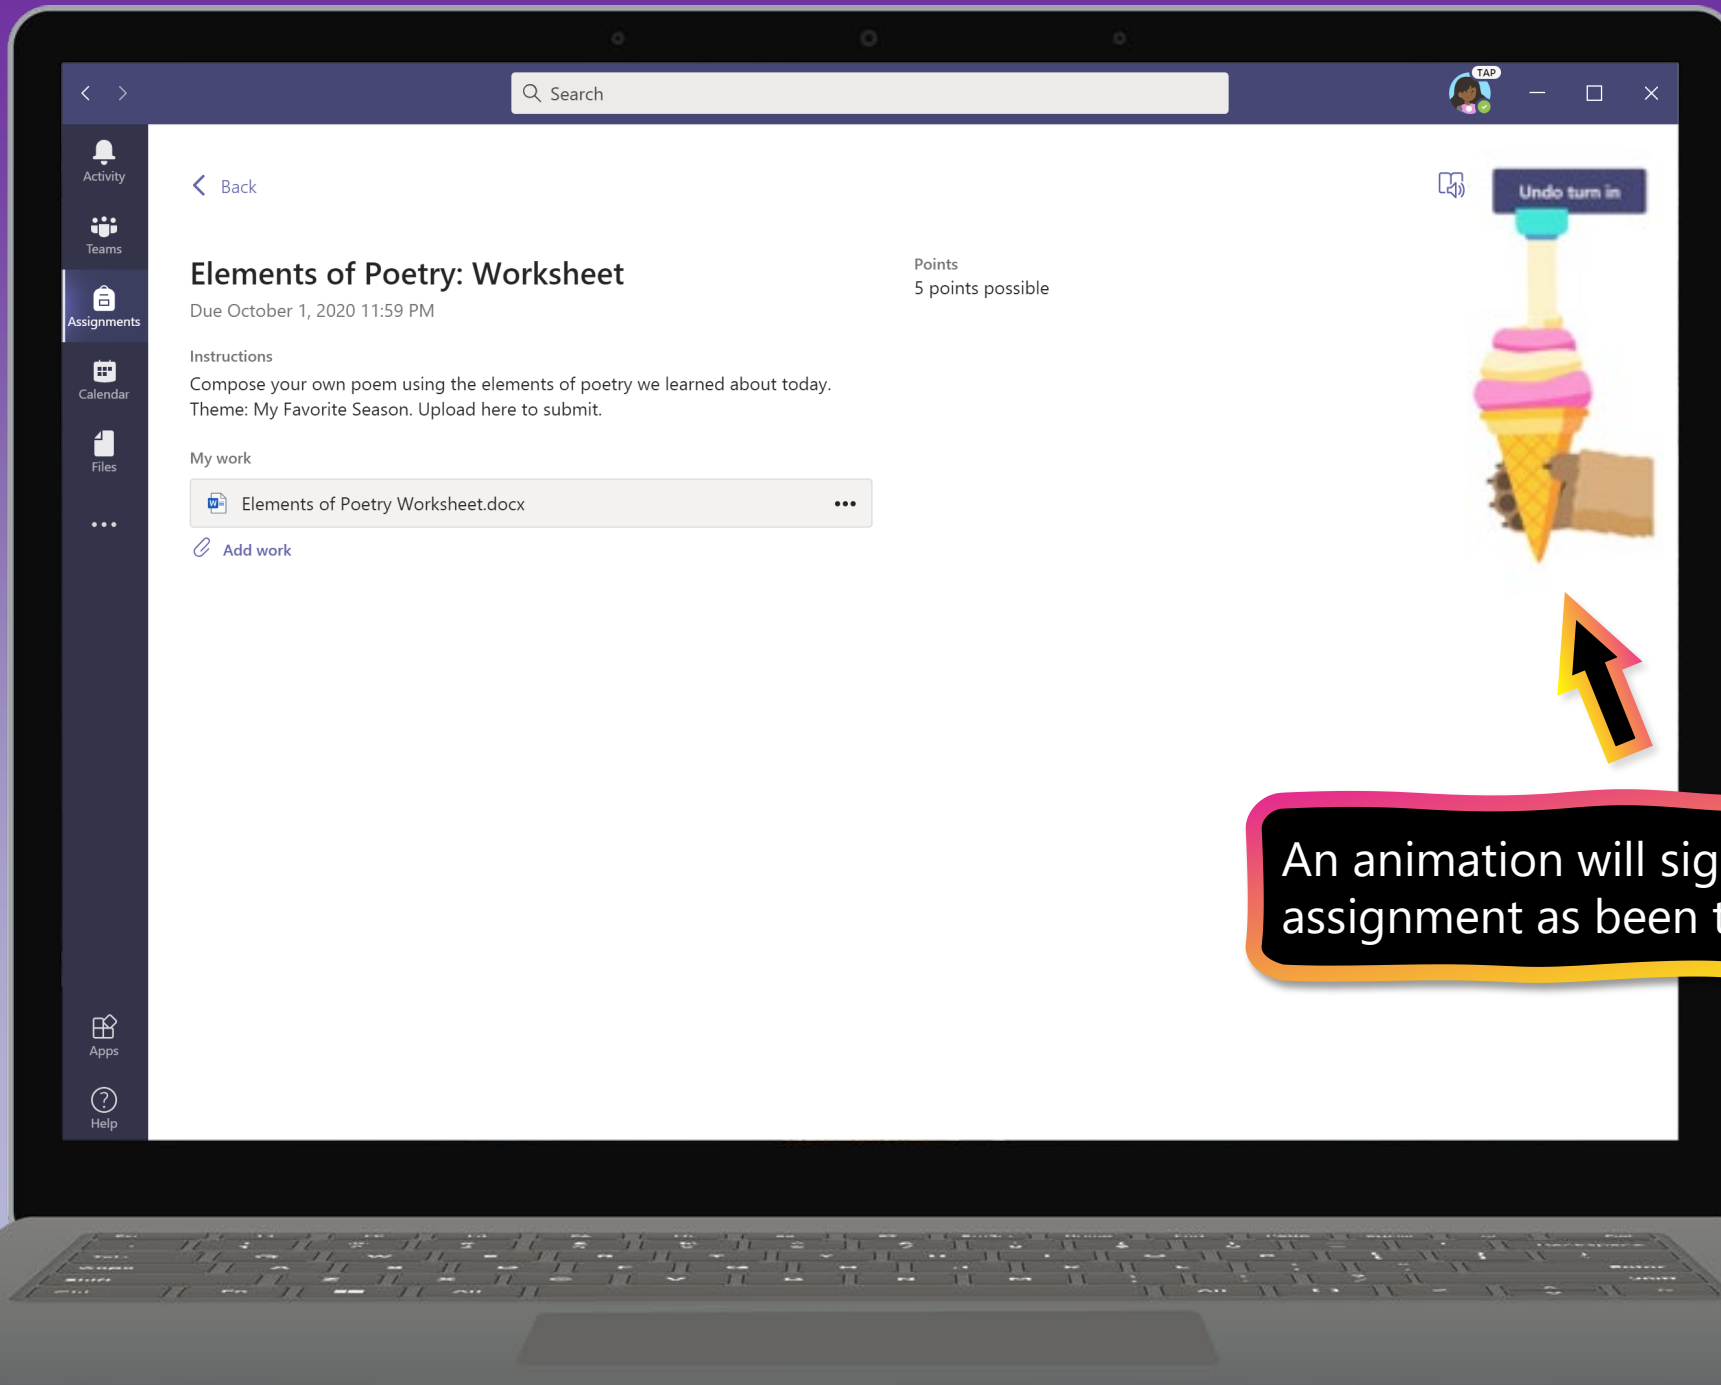 Search
TAP
Activity
Teams
Assignments
Calendar
Files
Apps
Help
Back
Undo turn in
Elements of Poetry: Worksheet
Due October 1, 2020 11:59 PM
Points
5 points possible
Instructions
Compose your own poem using the elements of poetry we learned about today.
Theme: My Favorite Season. Upload here to submit.
My work
Elements of Poetry Worksheet.docx
Add work
An animation will sig
assignment as been t